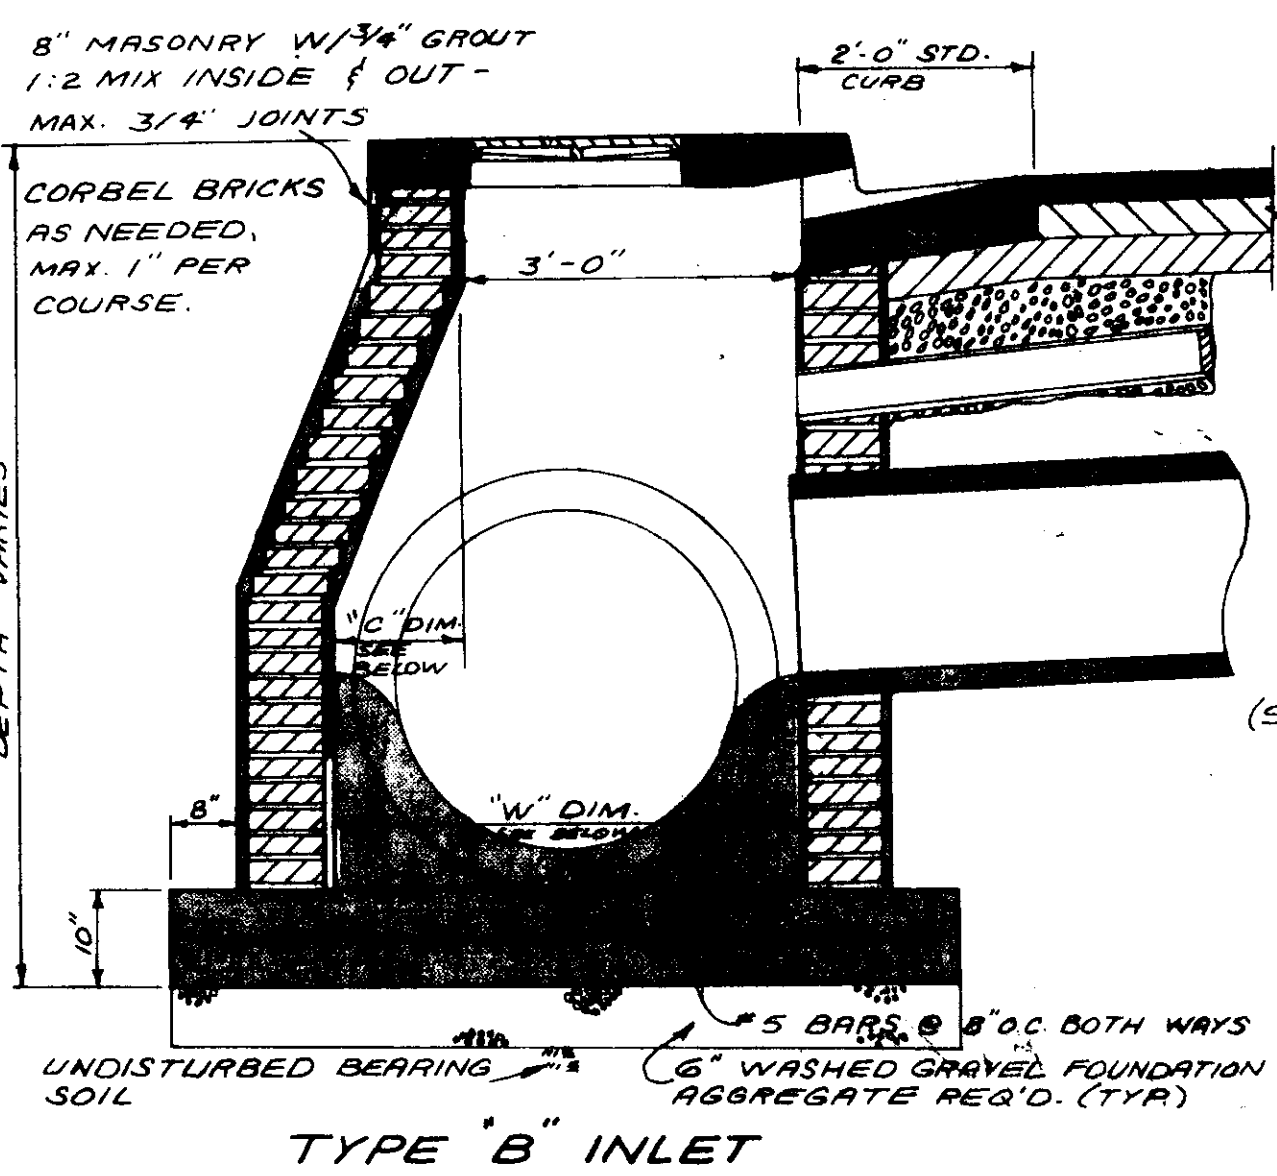 8" MASONRY W/3/4" GROUT
1:2 MIX INSIDE & OUT -
MAX. 3/4" JOINTS
2'-0" STD.
CURB
CORBEL BRICKS
AS NEEDED,
MAX. 1" PER
COURSE.
3'-0"
DEPTH VARIES
"C" DIM.
SEE
BELOW
(S
8"
"W" DIM.
SEE BELOW
10"
#5 BARS @ 8" O.C. BOTH WAYS
UNDISTURBED BEARING
SOIL
6" WASHED GRAVEL FOUNDATION
AGGREGATE REQ'D. (TYP.)
TYPE "B" INLET